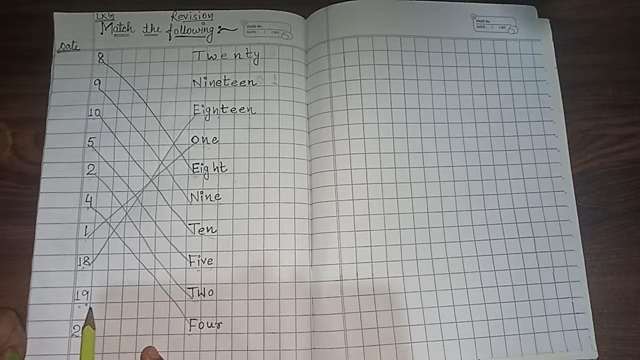 LKG Revision
Match the following:
Date
8 Twenty
9 Nineteen
10 Eighteen
5 One
2 Eight
4 Nine
1 Ten
18 Five
19 Two
2 Four